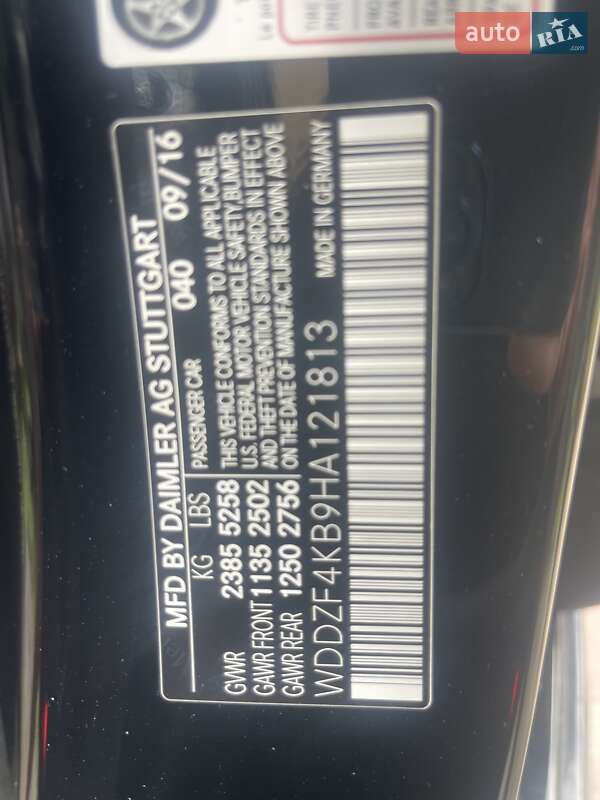 MFD BY DAIMLER AG STUTTGART
040 09/16
KG LBS PASSENGER CAR
GVWR 2385 5258
GAWR FRONT 1135 2502
GAWR REAR 1250 2756
THIS VEHICLE CONFORMS TO ALL APPLICABLE
U.S. FEDERAL MOTOR VEHICLE SAFETY, BUMPER
AND THEFT PREVENTION STANDARDS IN EFFECT
ON THE DATE OF MANUFACTURE SHOWN ABOVE
WDDZF4KB9HA121813
MADE IN GERMANY
auto RIA.com